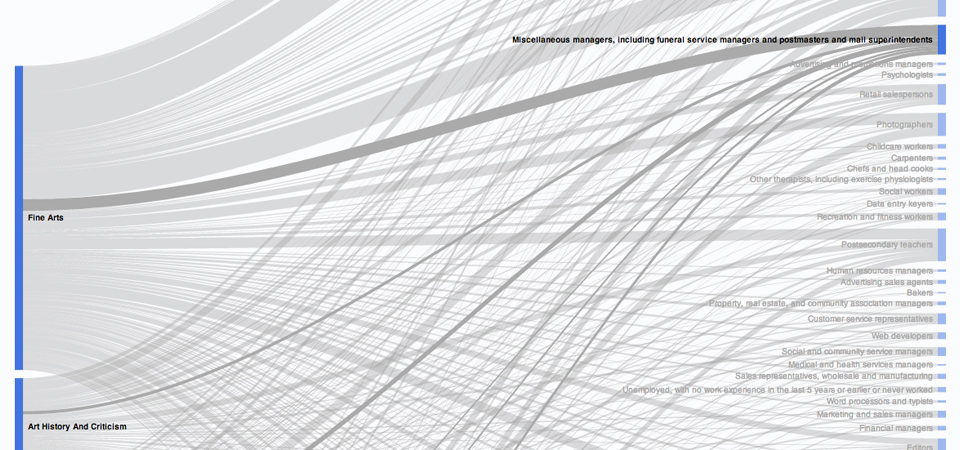 Miscellaneous managers, including funeral service managers and postmasters and mail superintendents
Advertising and promotions managers
Psychologists
Retail salespersons
Photographers
Childcare workers
Carpenters
Chefs and head cooks
Other therapists, including exercise physiologists
Social workers
Data entry keyers
Recreation and fitness workers
Fine Arts
Postsecondary teachers
Human resources managers
Advertising sales agents
Bakers
Property, real estate, and community association managers
Customer service representatives
Web developers
Social and community service managers
Medical and health services managers
Sales representatives, wholesale and manufacturing
Unemployed, with no work experience in the last 5 years or earlier or never worked
Word processors and typists
Marketing and sales managers
Art History And Criticism
Financial managers
Editors